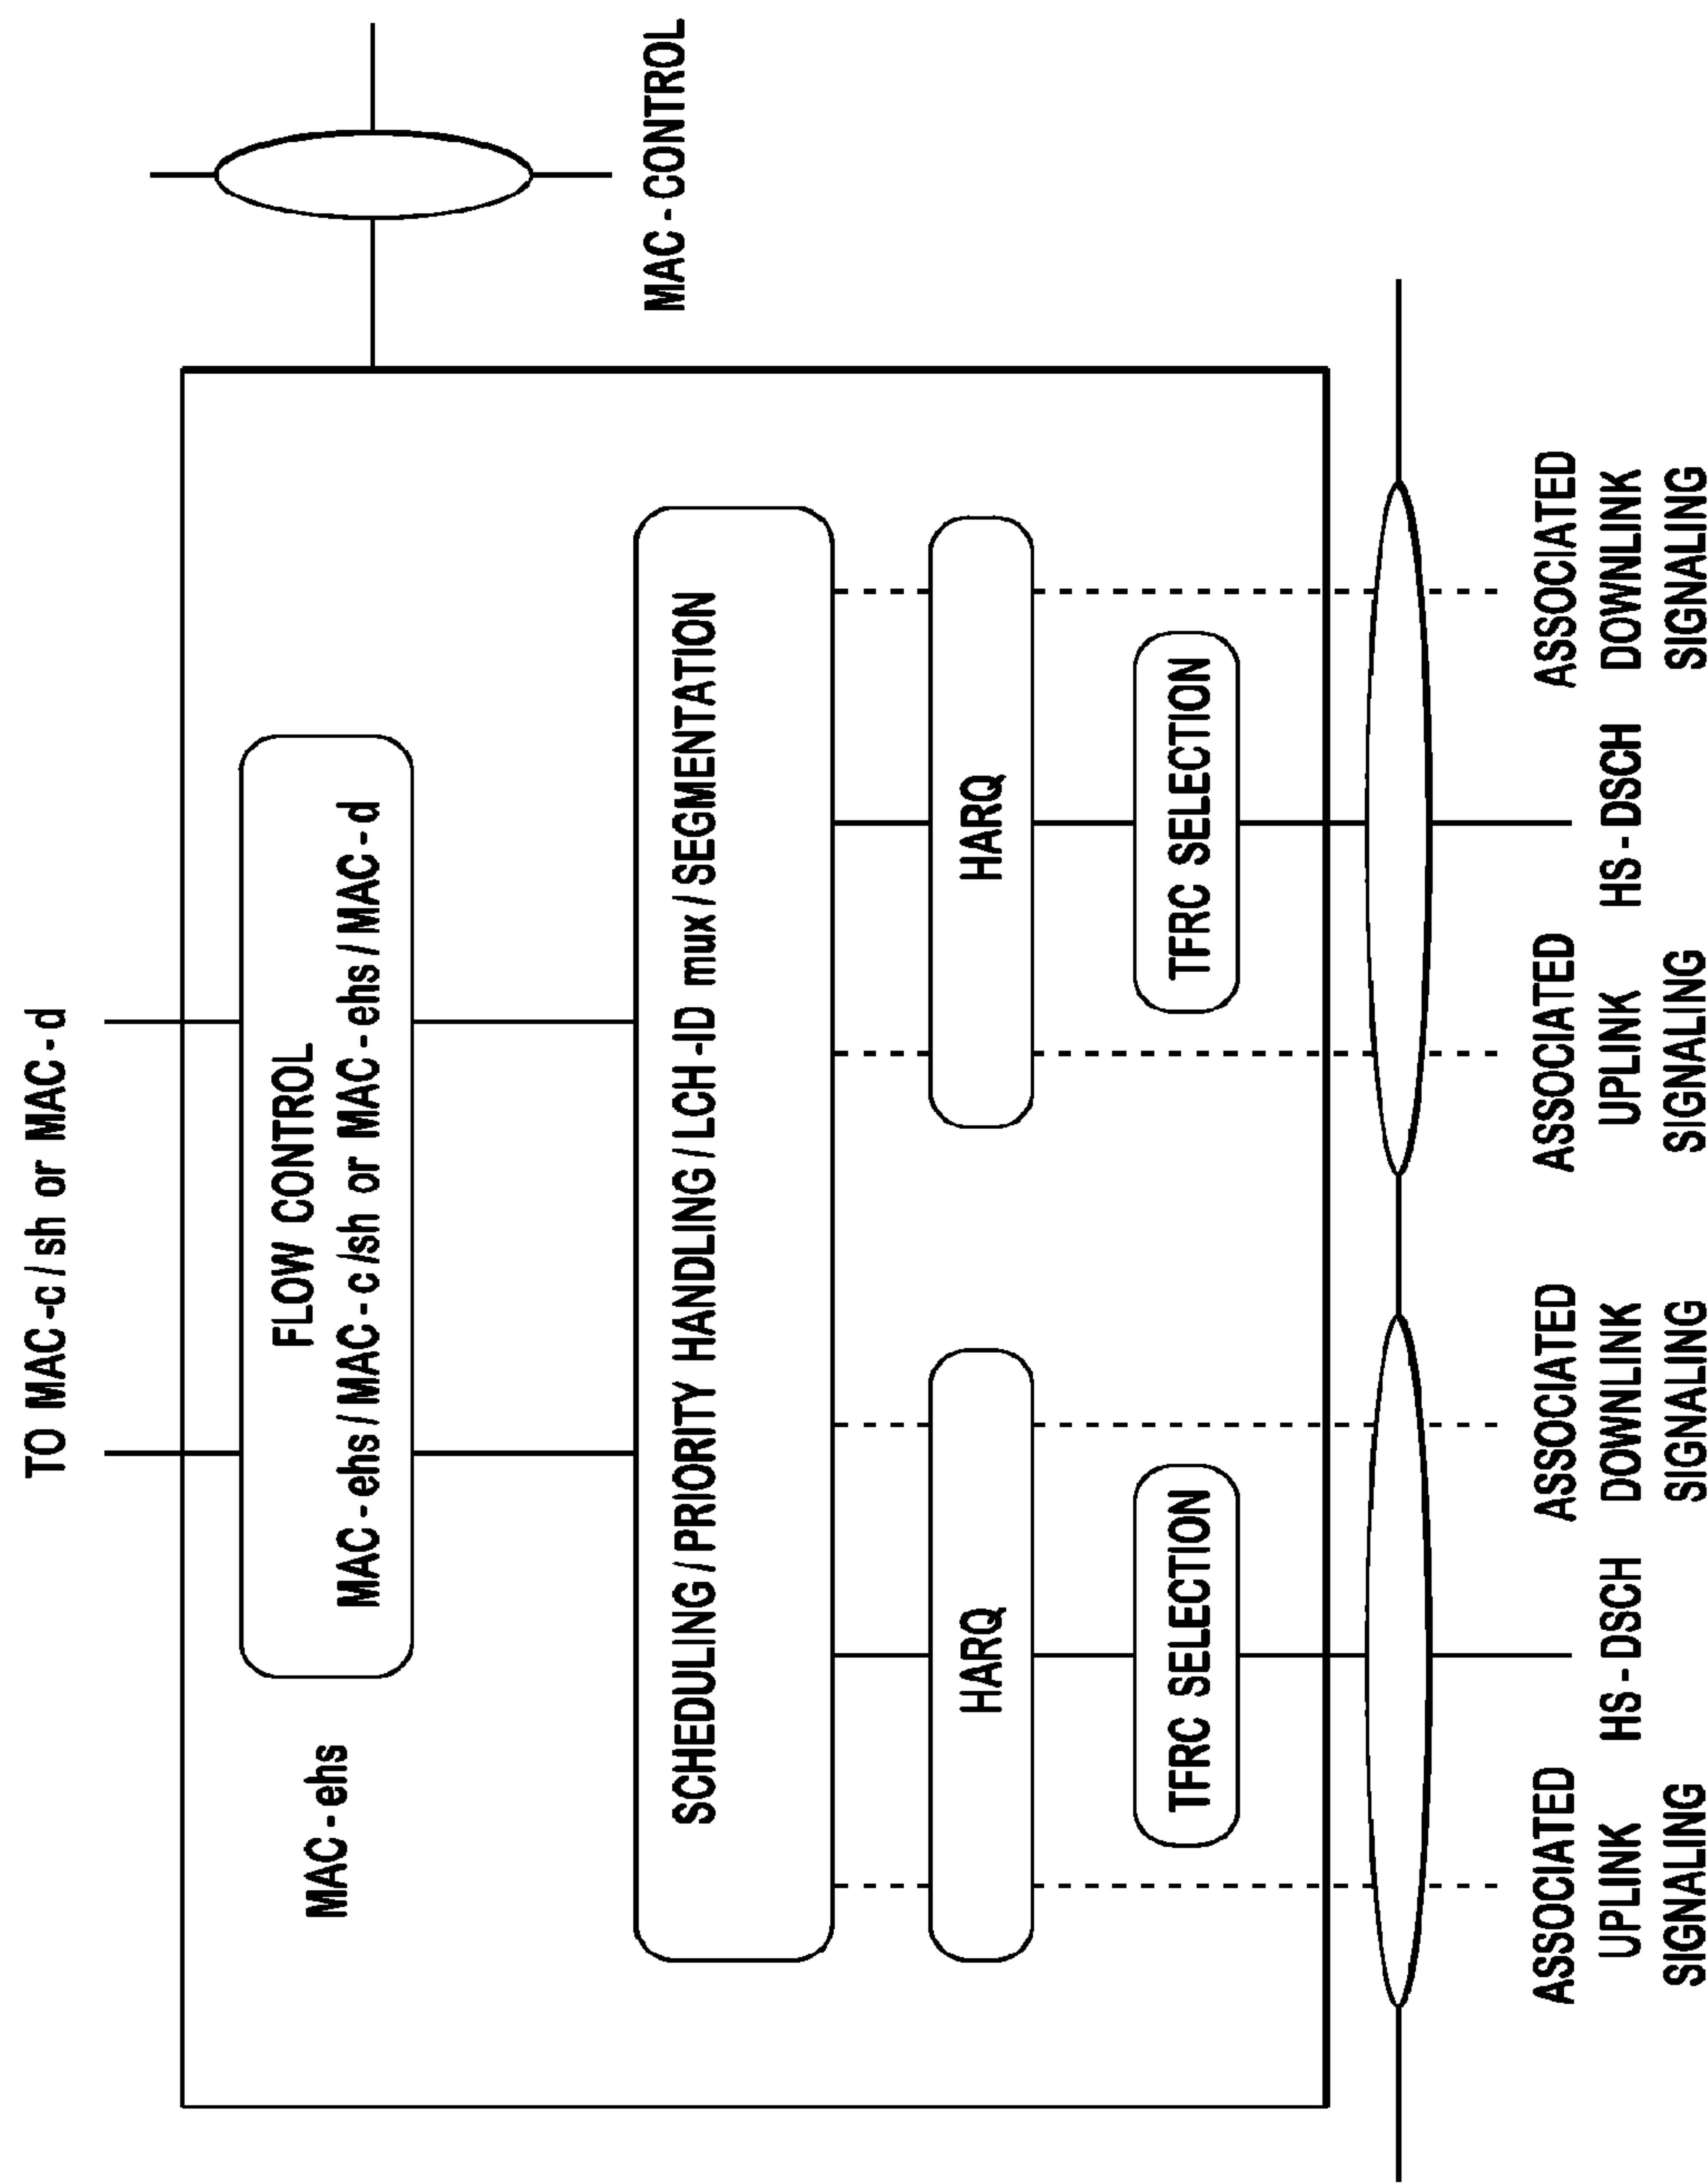 TO MAC-c/sh or MAC-d
MAC-ehs
FLOW CONTROL
MAC-ehs/MAC-c/sh or MAC-ehs/MAC-d
MAC-CONTROL
SCHEDULING/PRIORITY HANDLING/LCH-ID mux/SEGMENTATION
HARQ
HARQ
TFRC SELECTION
TFRC SELECTION
ASSOCIATED
UPLINK
SIGNALING
HS-DSCH
ASSOCIATED
DOWNLINK
SIGNALING
ASSOCIATED
UPLINK
SIGNALING
HS-DSCH
ASSOCIATED
DOWNLINK
SIGNALING